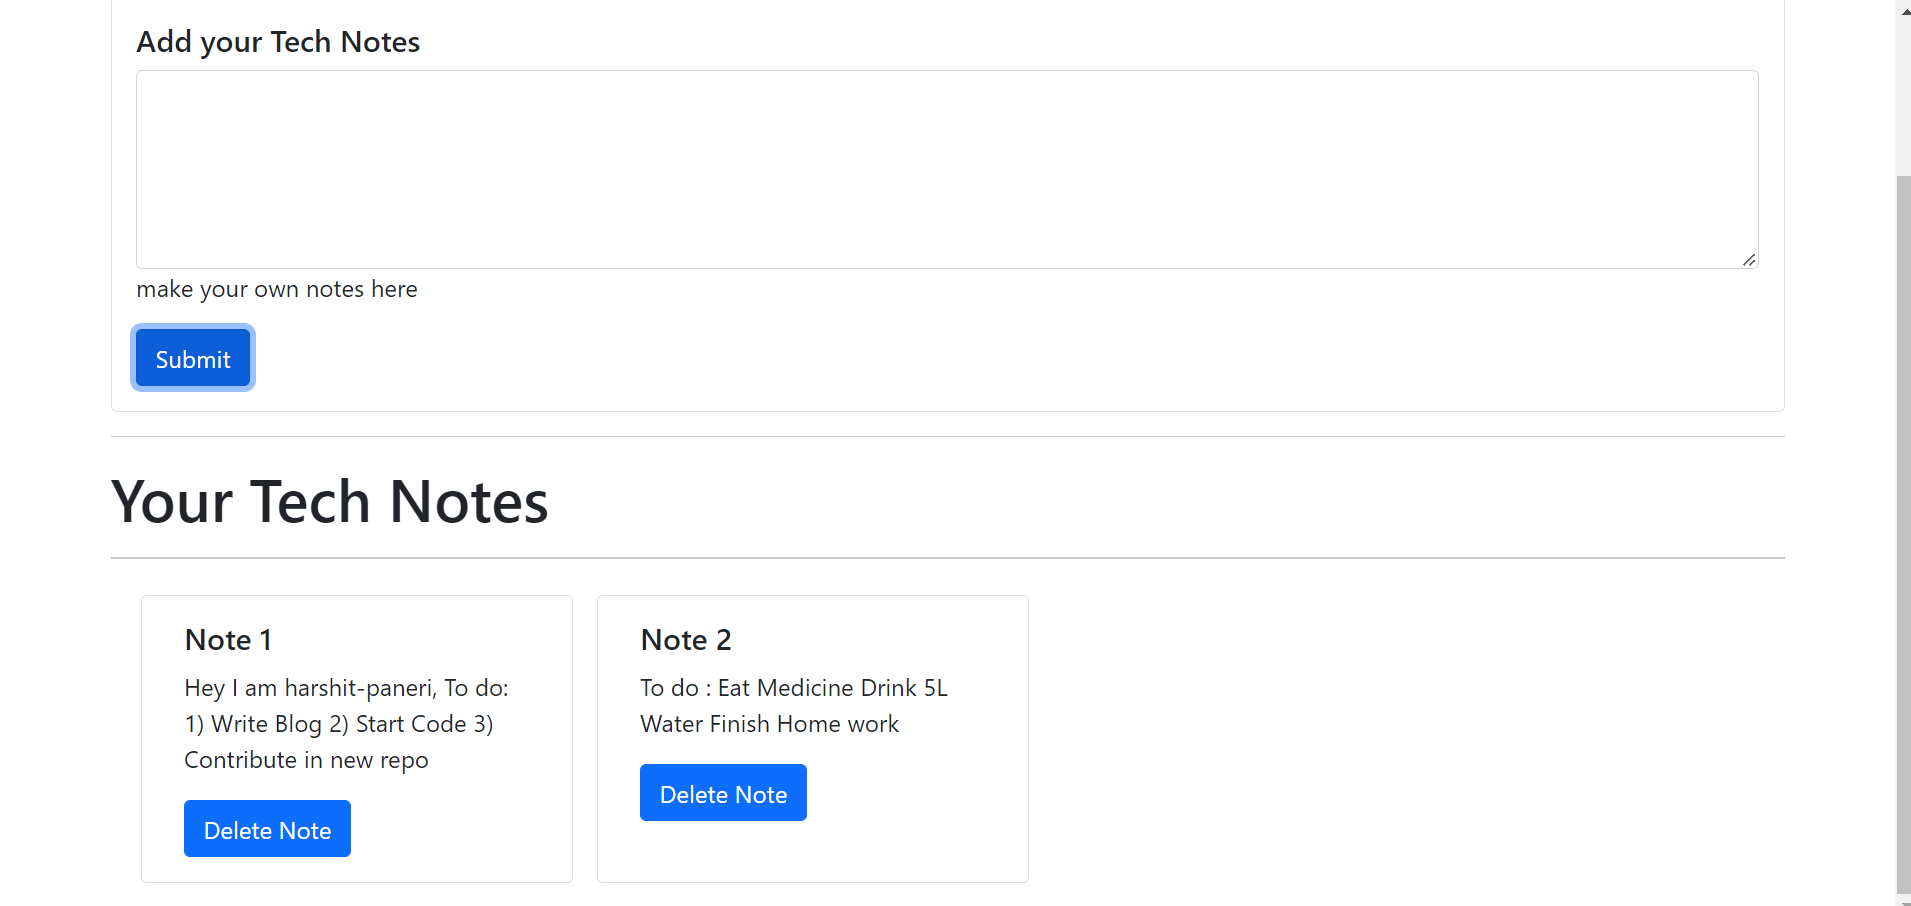 Add your Tech Notes
make your own notes here
Submit
Your Tech Notes
Note 1
Hey I am harshit-paneri, To do:
1) Write Blog 2) Start Code 3)
Contribute in new repo
Delete Note
Note 2
To do : Eat Medicine Drink 5L
Water Finish Home work
Delete Note